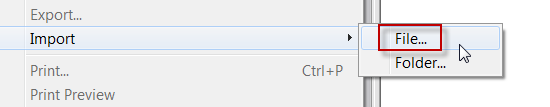 Export...
Import
File...
Folder...
Print... Ctrl+P
Print Preview